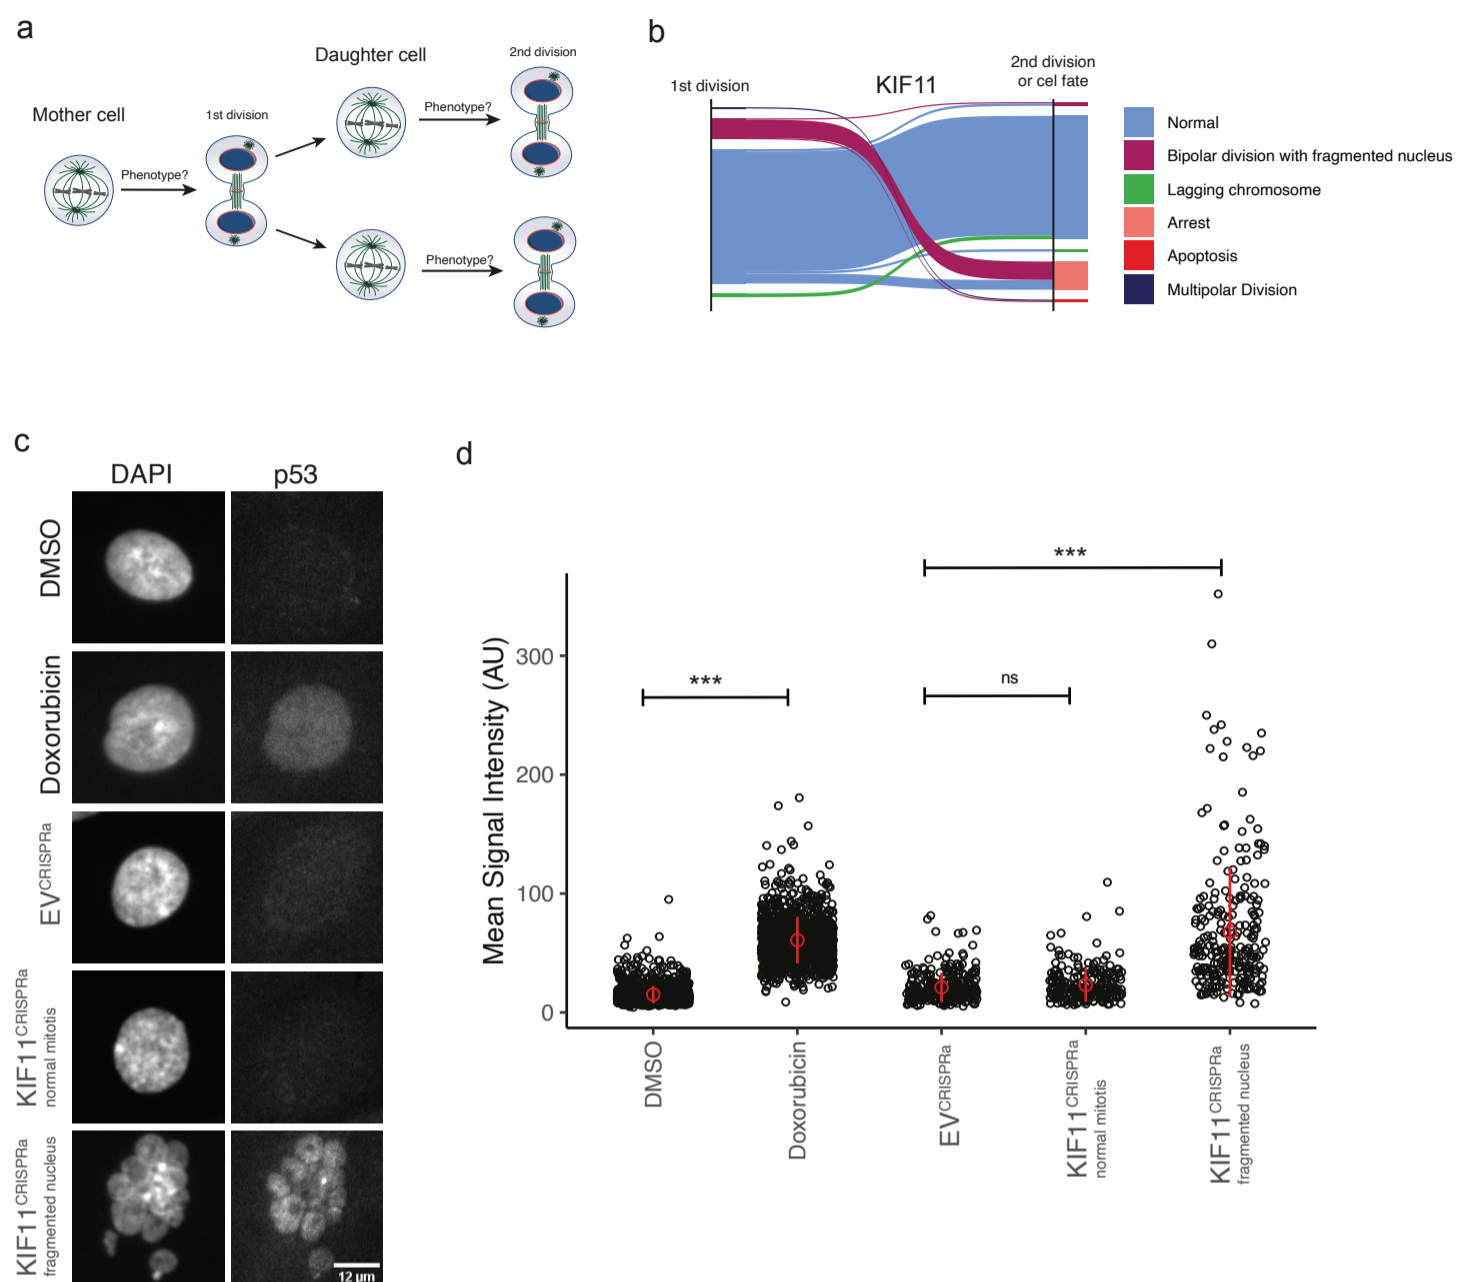 a
Mother cell
Phenotype?
1st division
Daughter cell
Phenotype?
Phenotype?
2nd division
b
1st division
KIF11
2nd division
or cel fate
Normal
Bipolar division with fragmented nucleus
Lagging chromosome
Arrest
Apoptosis
Multipolar Division
c
DAPI
p53
DMSO
Doxorubicin
EVCRISPRa
KIF11CRISPRa
normal mitotis
KIF11CRISPRa
fragmented nucleus
12 µm
d
Mean Signal Intensity (AU)
300
200
100
0
***
ns
***
DMSO
Doxorubicin
EVCRISPRa
KIF11CRISPRa
normal mitotis
KIF11CRISPRa
fragmented nucleus